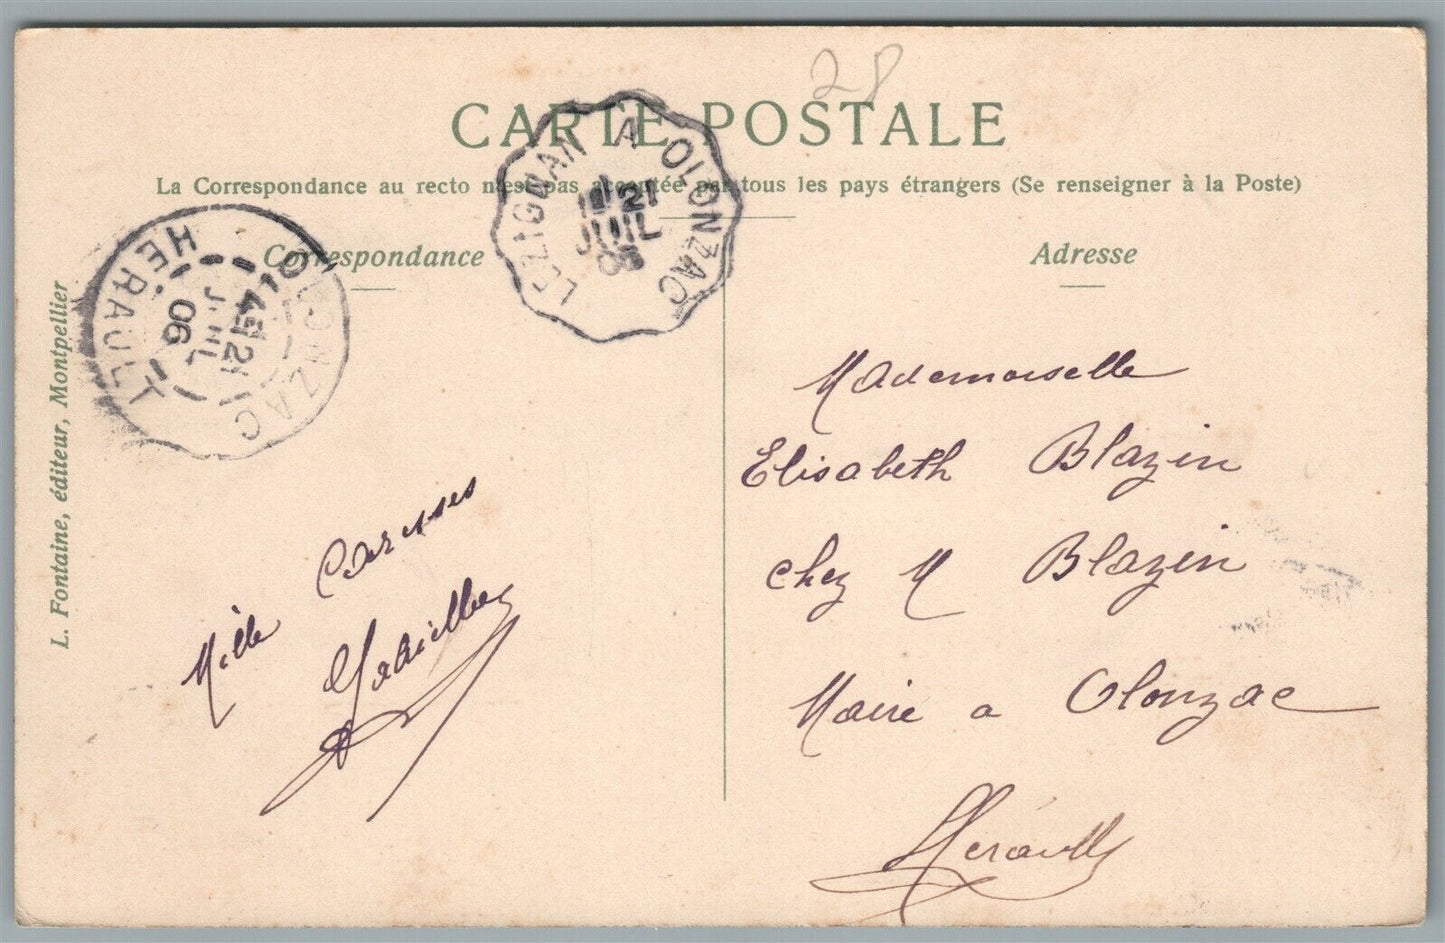 28
CARTE POSTALE
La Correspondance au recto n'est pas acceptée par tous les pays étrangers (Se renseigner à la Poste)
LEZIGNAN A OLONZAC
21
JUIL
06
OLONZAC
HÉRAULT
21
JUIL
06
Correspondance
Adresse
L. Fontaine, éditeur, Montpellier
Mille Caresses
Mademoiselle
Elisabeth Blazin
chez M Blazin
Maire a Olonzac
Hérault